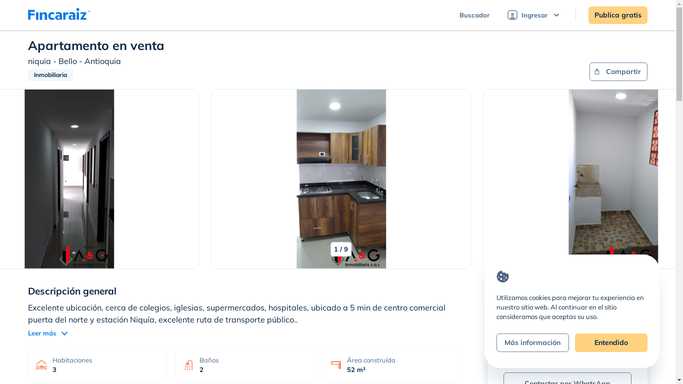 Fincaraiz
Buscador
Ingresar
Publica gratis
Apartamento en venta
niquia - Bello - Antioquia
Inmobiliaria
Compartir
A&G
1 / 9
A&G
Inmobiliaria s.a.s
A&G
Descripción general
Excelente ubicación, cerca de colegios, iglesias, supermercados, hospitales, ubicado a 5 min de centro comercial
puerta del norte y estación Niquía, excelente ruta de transporte público..
Leer más
Habitaciones
3
Baños
2
Área construída
52 m²
Utilizamos cookies para mejorar tu experiencia en
nuestro sitio web. Al continuar en el sitio
consideramos que aceptas su uso.
Más información
Entendido
Contactar por WhatsApp